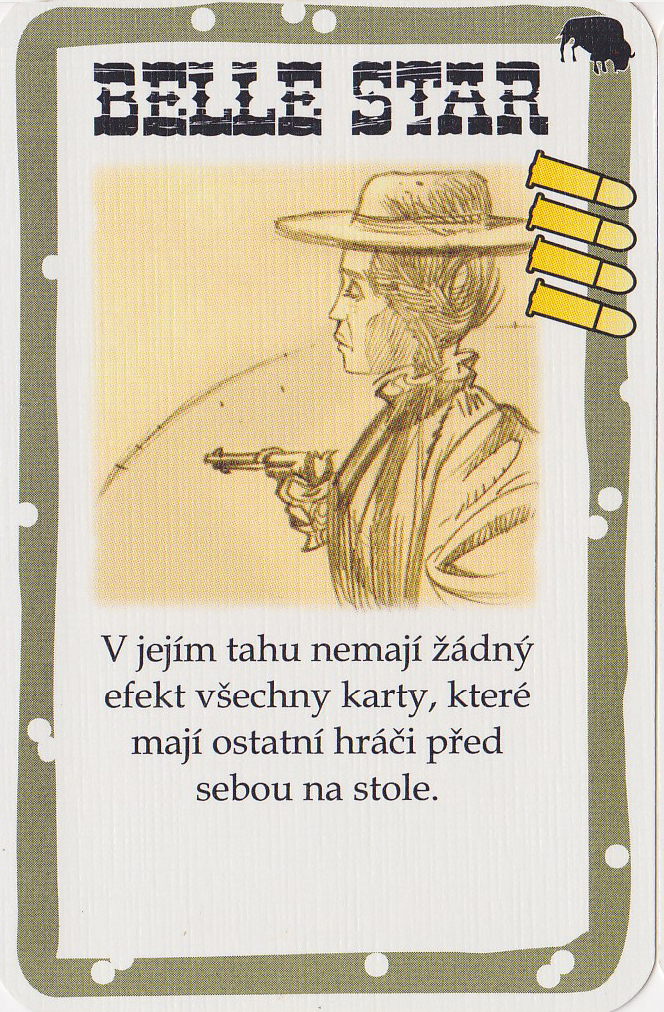 BELLE STAR
V jejím tahu nemají žádný
efekt všechny karty, které
mají ostatní hráči před
sebou na stole.